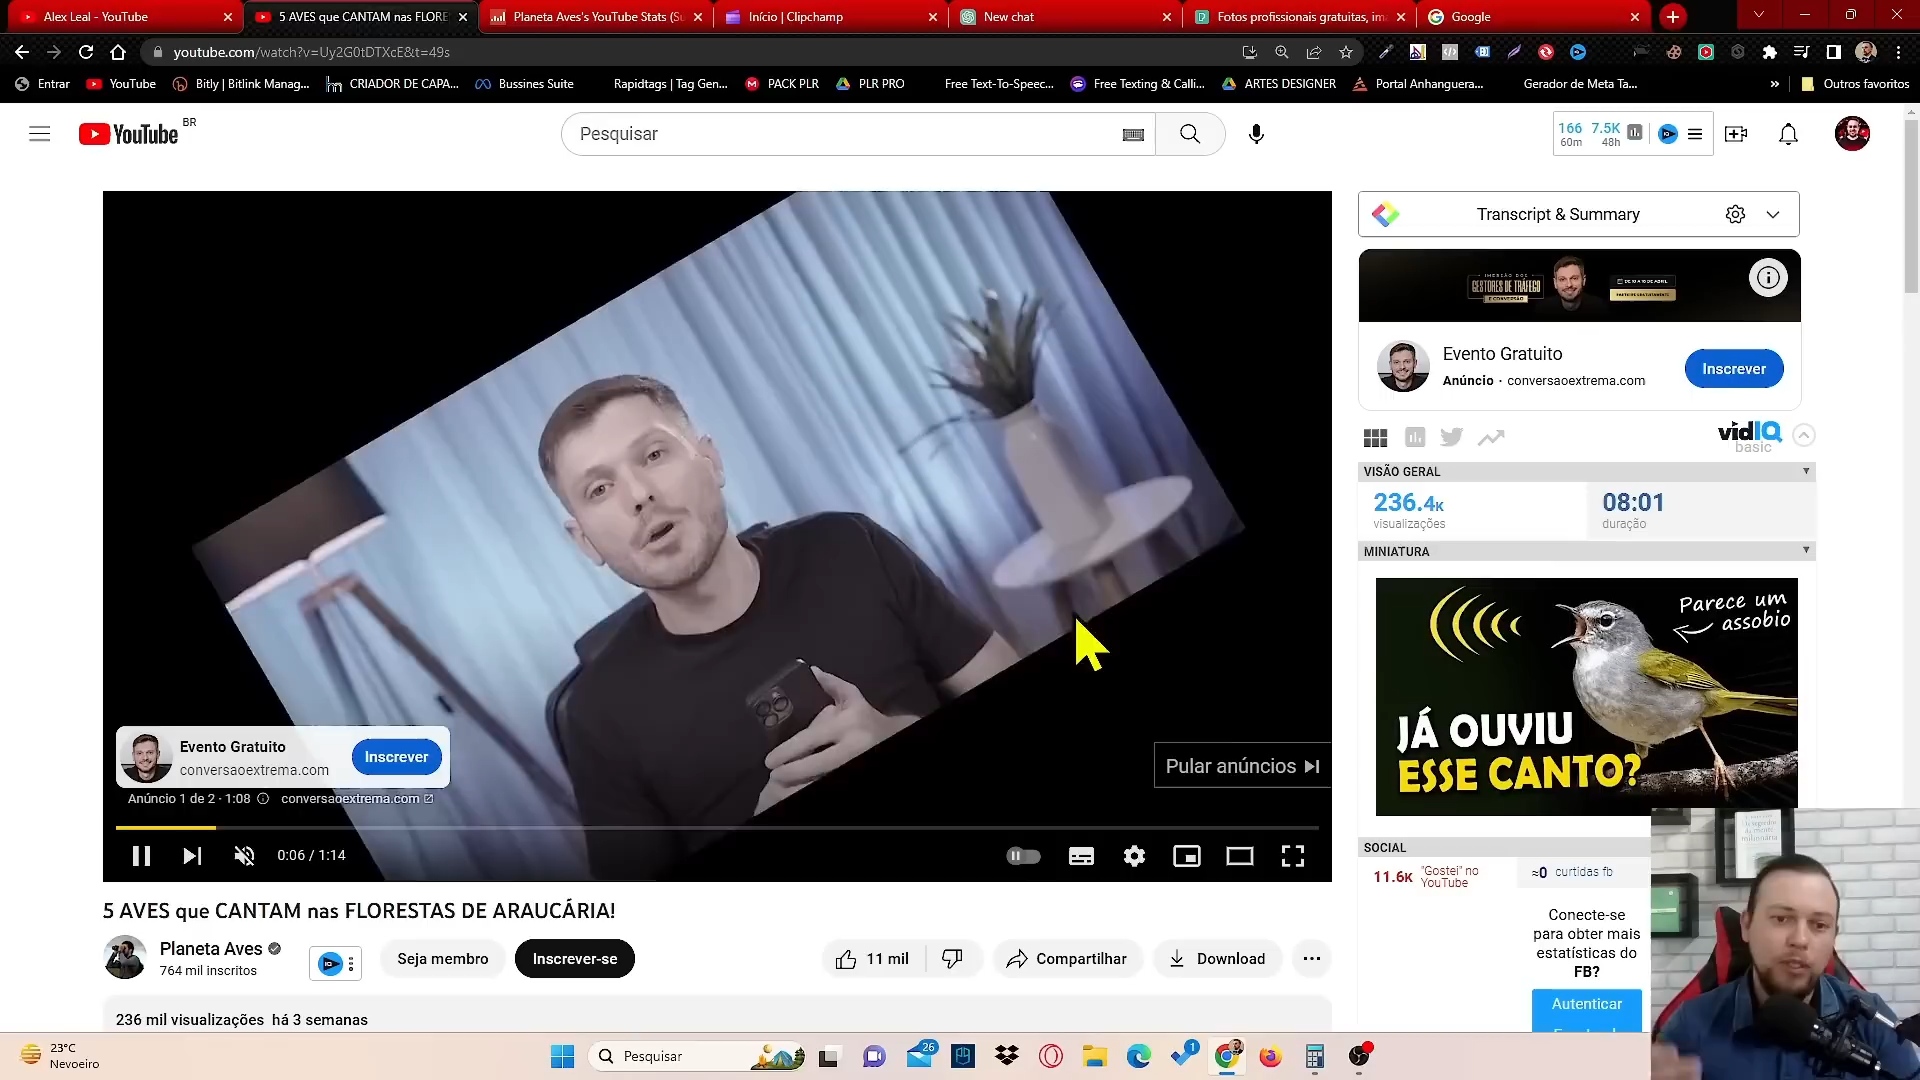 Alex Leal - YouTube
5 AVES que CANTAM nas FLORE
Planeta Aves's YouTube Stats (Su
Início | Clipchamp
New chat
Fotos profissionais gratuitas, im
Google
youtube.com/watch?v=Uy2G0tDTXcE&t=49s
Entrar
YouTube
Bitly | Bitlink Manag...
CRIADOR DE CAPA...
Bussines Suite
Rapidtags | Tag Gen...
PACK PLR
PLR PRO
Free Text-To-Speec...
Free Texting & Calli...
ARTES DESIGNER
Portal Anhanguera...
Gerador de Meta Ta...
»
Outros favoritos
YouTube BR
Pesquisar
166 7.5K
60m 48h
Transcript & Summary
IMERSÃO DOS
GESTORES DE TRÁFEGO
E CONVERSÃO
Evento Gratuito
Anúncio · conversaoextrema.com
Inscrever
vidIQ
basic
VISÃO GERAL
236.4K
visualizações
08:01
duração
MINIATURA
Parece um
assobio
JÁ OUVIU
ESSE CANTO?
Evento Gratuito
conversaoextrema.com
Inscrever
Pular anúncios
Anúncio 1 de 2 · 1:08
conversaoextrema.com
0:06 / 1:14
SOCIAL
11.6K "Gostei" no
YouTube
≈0 curtidas fb
Conecte-se
para obter mais
estatísticas do
FB?
Autenticar
5 AVES que CANTAM nas FLORESTAS DE ARAUCÁRIA!
Planeta Aves
764 mil inscritos
Seja membro
Inscrever-se
11 mil
Compartilhar
Download
236 mil visualizações há 3 semanas
23°C
Nevoeiro
Pesquisar
26
1